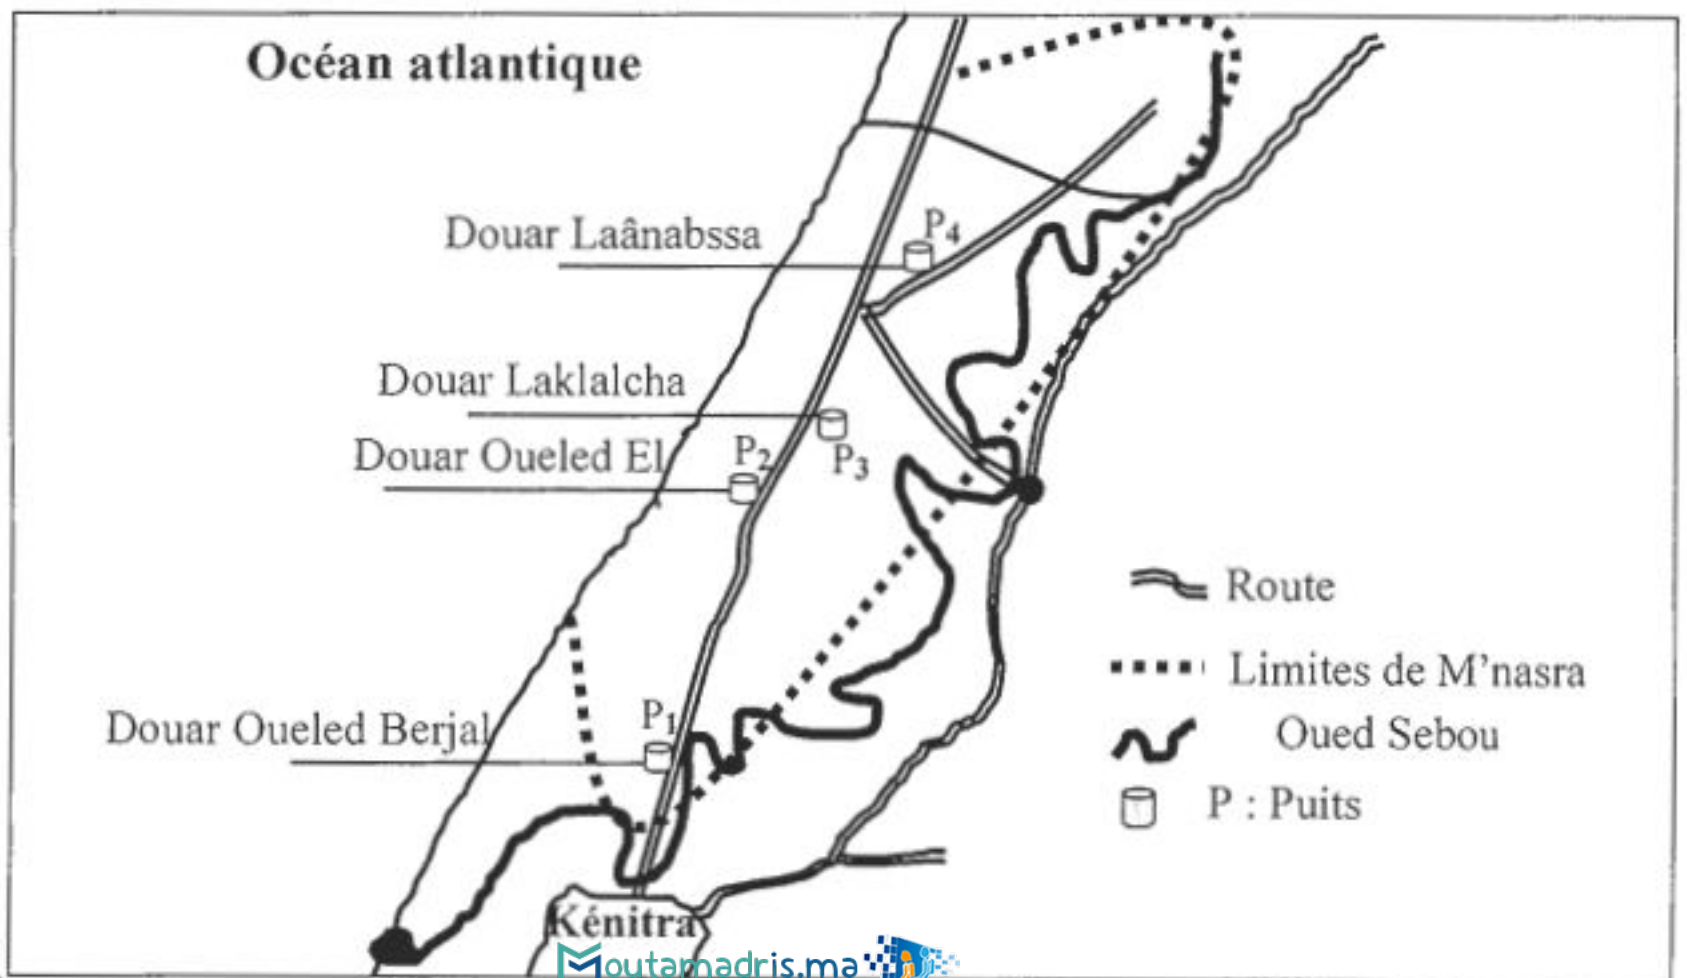 Océan atlantique
Douar Laânabssa
P4
Douar Laklalcha
P3
Douar Oueled El
P2
Douar Oueled Berjal
P1
Route
Limites de M'nasra
Oued Sebou
P : Puits
Kénitra
Moutamadris.ma